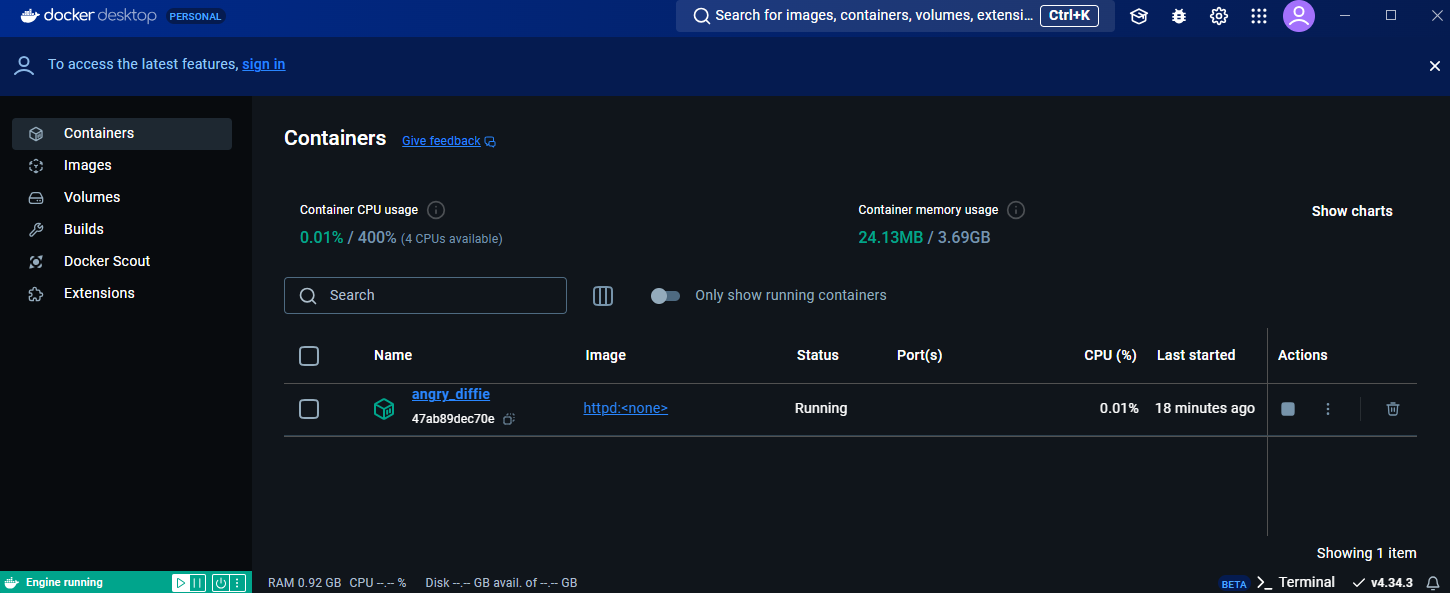 docker desktop PERSONAL
Search for images, containers, volumes, extensi... Ctrl+K
To access the latest features, sign in
Containers
Images
Volumes
Builds
Docker Scout
Extensions
Containers Give feedback
Container CPU usage
0.01% / 400% (4 CPUs available)
Container memory usage
24.13MB / 3.69GB
Show charts
Search
Only show running containers
Name Image Status Port(s) CPU (%) Last started Actions
angry_diffie
47ab89dec70e
httpd:<none> Running 0.01% 18 minutes ago
Showing 1 item
Engine running
RAM 0.92 GB CPU --.-- % Disk --.-- GB avail. of --.-- GB
BETA >_ Terminal v4.34.3